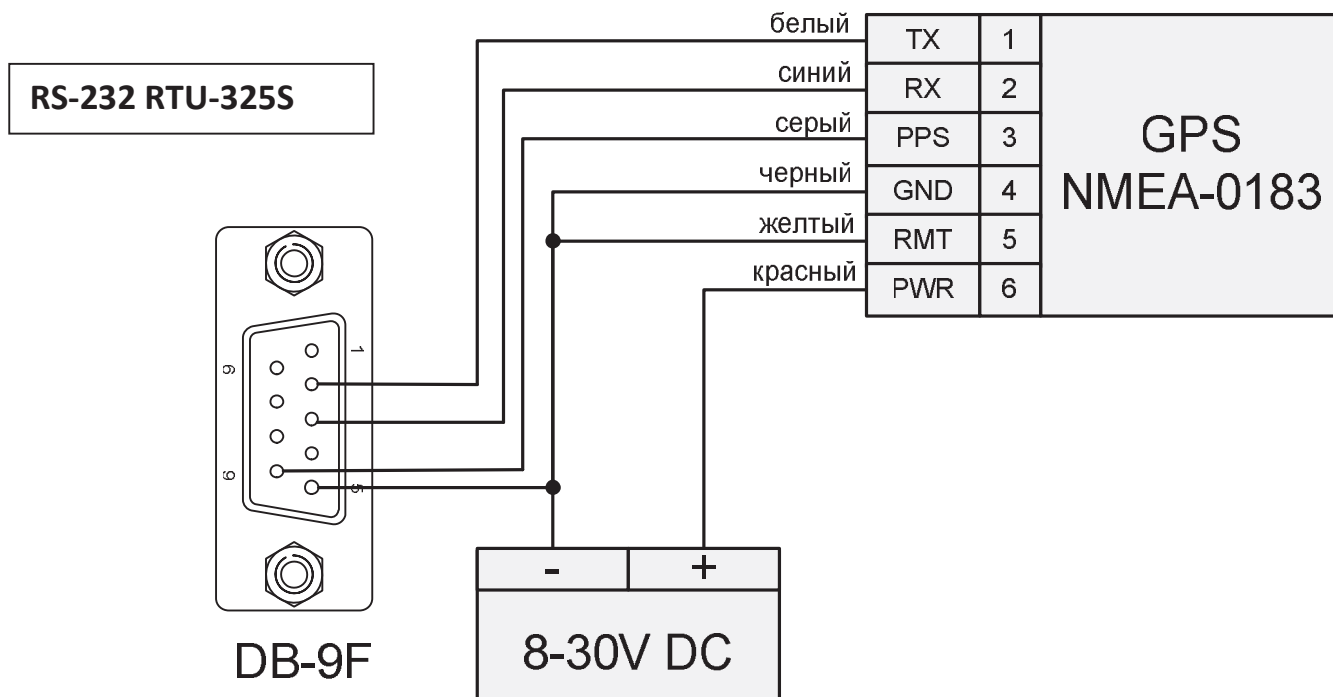 RS-232 RTU-325S
белый
TX 1
синий
RX 2
серый
PPS 3
черный
GND 4
желтый
RMT 5
красный
PWR 6
GPS
NMEA-0183
1
6
9
5
- +
8-30V DC
DB-9F